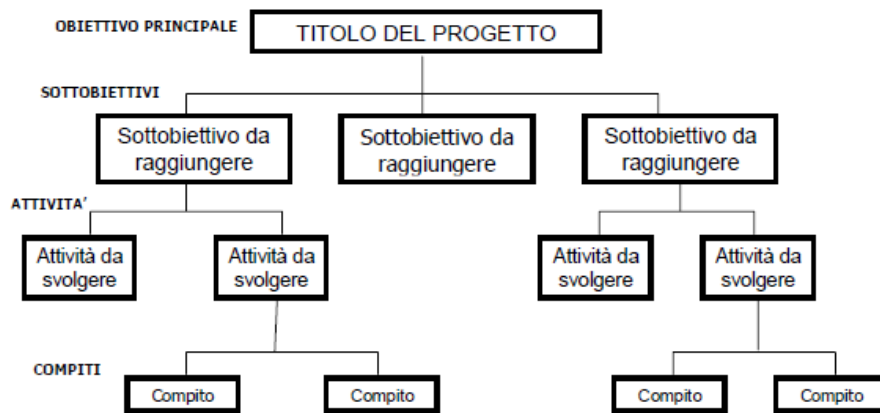 OBIETTIVO PRINCIPALE
TITOLO DEL PROGETTO
SOTTOBIETTIVI
Sottobiettivo da
raggiungere
Sottobiettivo da
raggiungere
Sottobiettivo da
raggiungere
ATTIVITA'
Attività da
svolgere
Attività da
svolgere
Attività da
svolgere
Attività da
svolgere
COMPITI
Compito
Compito
Compito
Compito